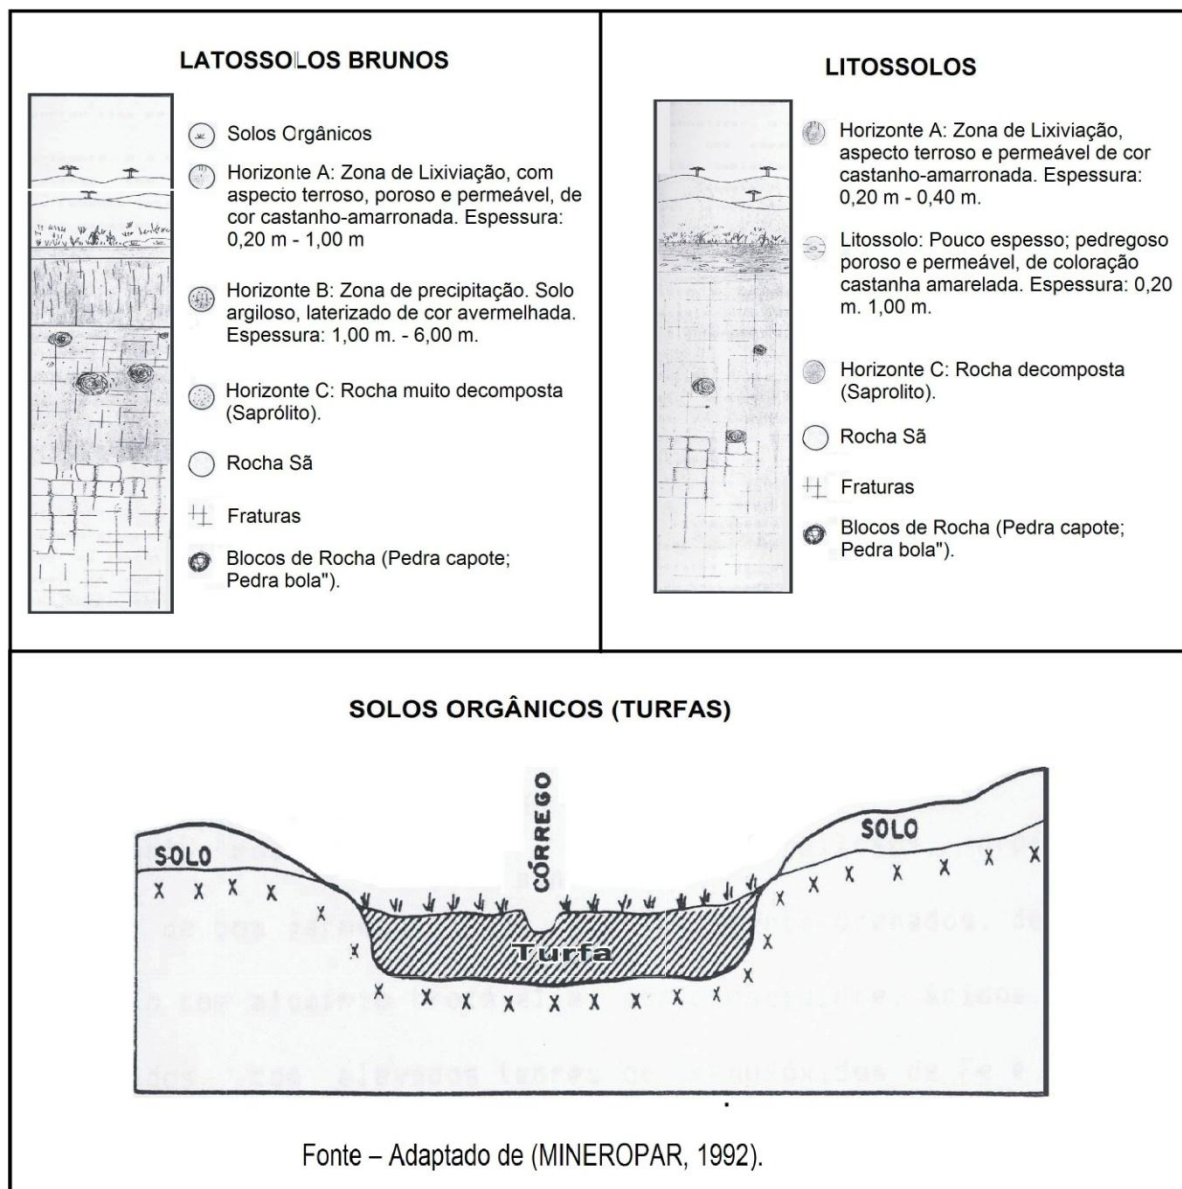 LATOSSOLOS BRUNOS
Solos Orgânicos
Horizonte A: Zona de Lixiviação, com
aspecto terroso, poroso e permeável, de
cor castanho-amarronada. Espessura:
0,20 m - 1,00 m
Horizonte B: Zona de precipitação. Solo
argiloso, laterizado de cor avermelhada.
Espessura: 1,00 m. - 6,00 m.
Horizonte C: Rocha muito decomposta
(Saprólito).
Rocha Sã
Fraturas
Blocos de Rocha (Pedra capote;
Pedra bola").
LITOSSOLOS
Horizonte A: Zona de Lixiviação,
aspecto terroso e permeável de cor
castanho-amarronada. Espessura:
0,20 m - 0,40 m.
Litossolo: Pouco espesso; pedregoso
poroso e permeável, de coloração
castanha amarelada. Espessura: 0,20
m. 1,00 m.
Horizonte C: Rocha decomposta
(Saprolito).
Rocha Sã
Fraturas
Blocos de Rocha (Pedra capote;
Pedra bola").
SOLOS ORGÂNICOS (TURFAS)
CÓRREGO
SOLO
SOLO
Turfa
Fonte – Adaptado de (MINEROPAR, 1992).